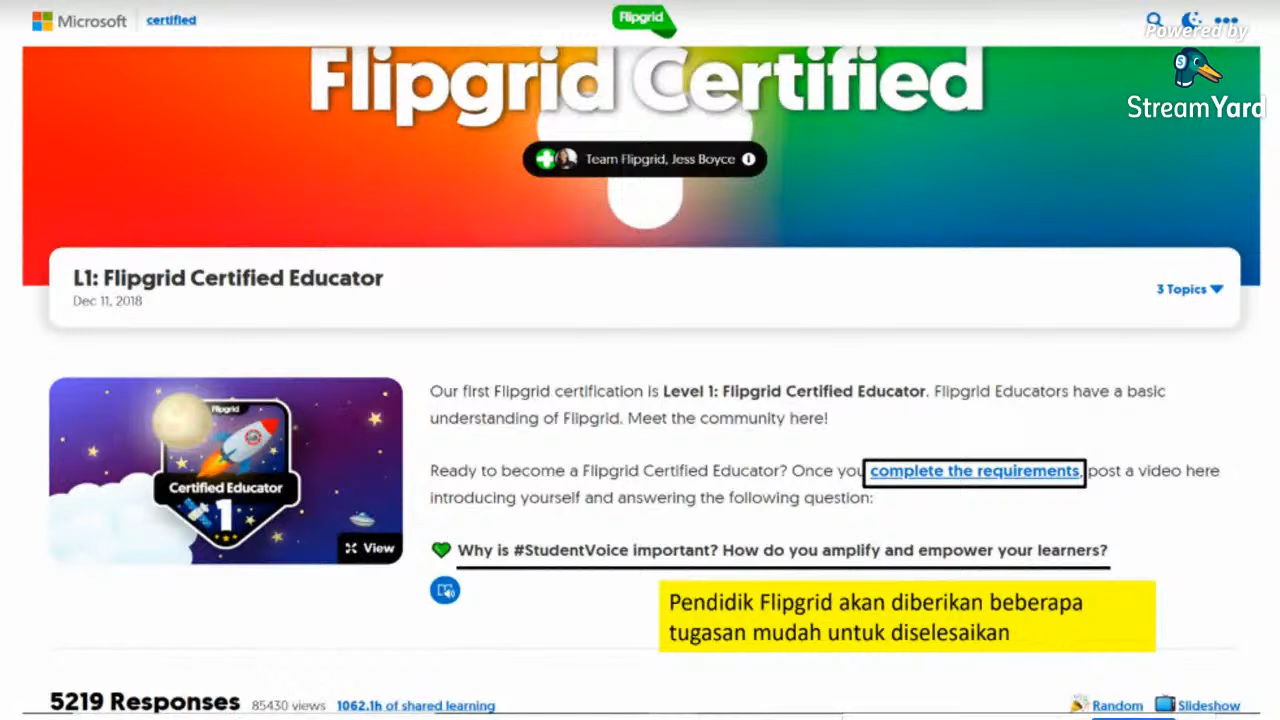 Microsoft
certified
Flipgrid
Powered by
StreamYard
Flipgrid Certified
Team Flipgrid, Jess Boyce
L1: Flipgrid Certified Educator
Dec 11, 2018
3 Topics
Flipgrid
Certified Educator
1
View
Our first Flipgrid certification is Level 1: Flipgrid Certified Educator. Flipgrid Educators have a basic
understanding of Flipgrid. Meet the community here!
Ready to become a Flipgrid Certified Educator? Once you complete the requirements, post a video here
introducing yourself and answering the following question:
Why is #StudentVoice important? How do you amplify and empower your learners?
Pendidik Flipgrid akan diberikan beberapa
tugasan mudah untuk diselesaikan
5219 Responses 85430 views 1062.1h of shared learning
Random Slideshow